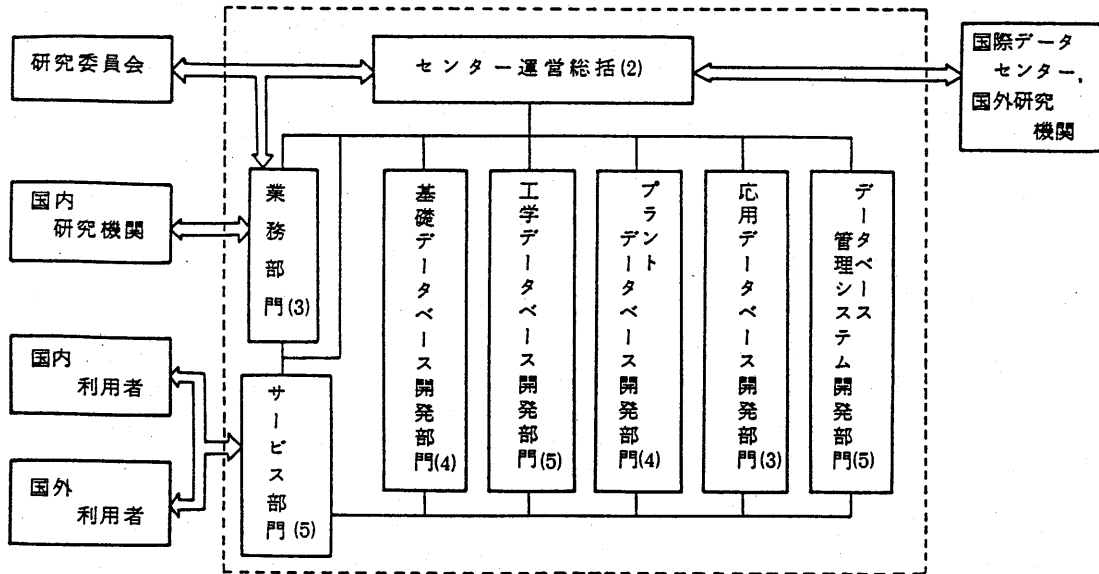 研究委員会
センター運営総括(2)
国際データ
センター,
国外研究
機関
国内
研究機関
国内
利用者
国外
利用者
業務部門(3)
サービス部門(5)
基礎データベース開発部門(4)
工学データベース開発部門(5)
プラント
データベース開発部門(4)
応用データベース開発部門(3)
データベース
管理システム開発部門(5)